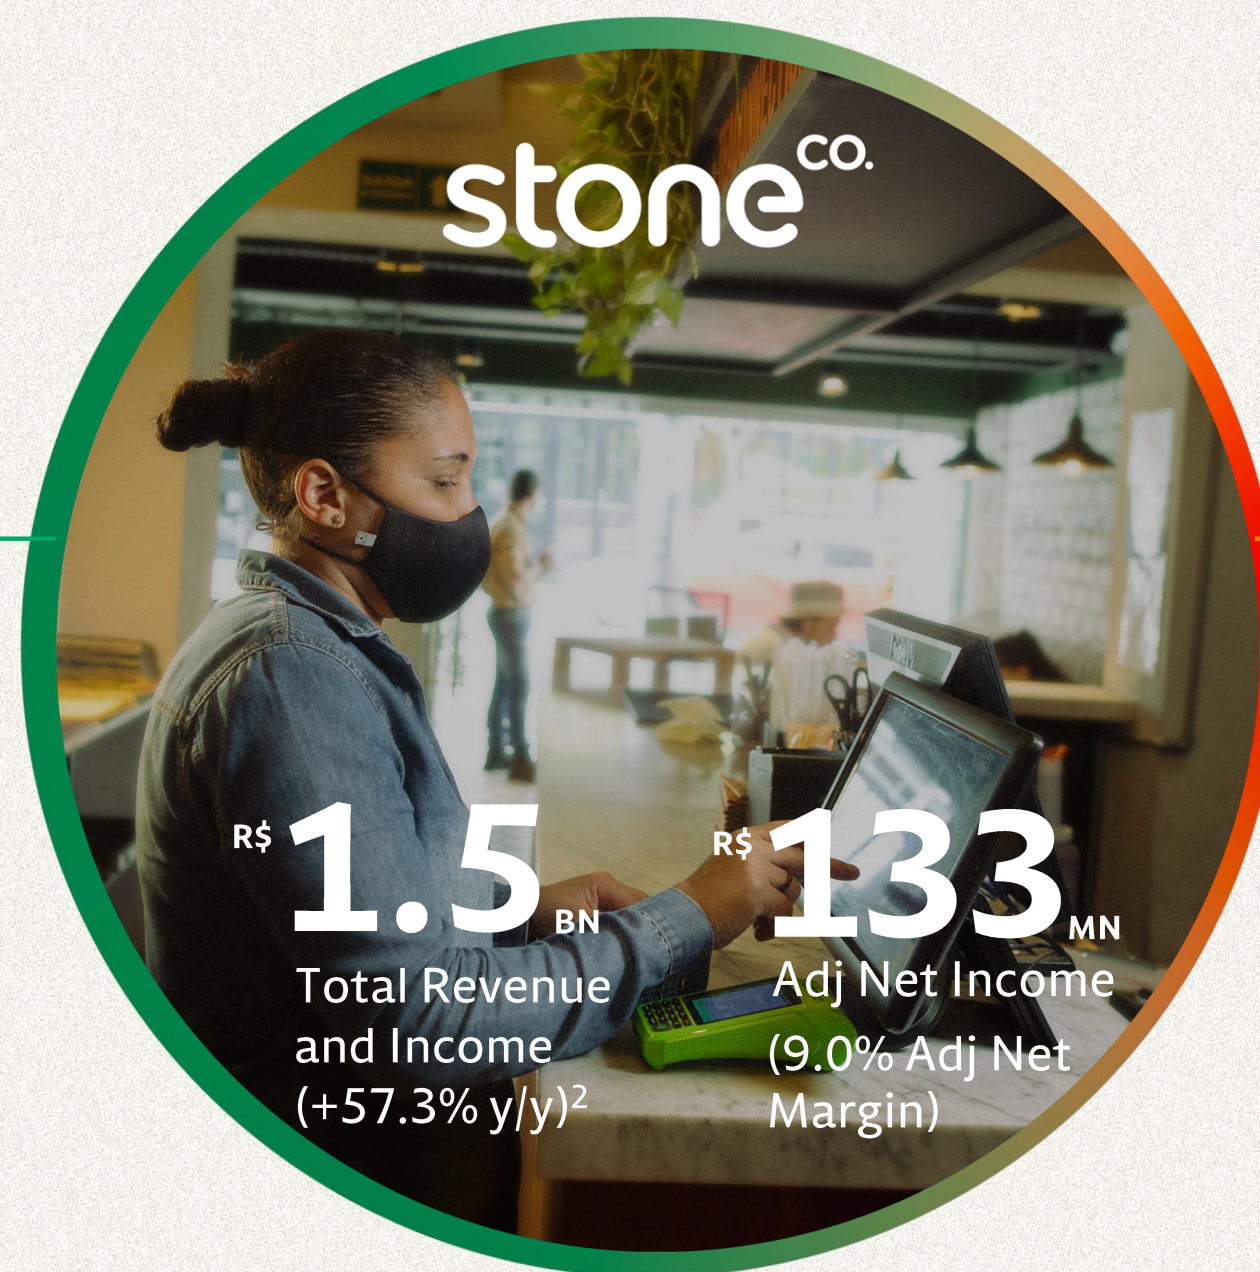 stone CO.
R$ 1.5 BN
Total Revenue
and Income
(+57.3% y/y)²
R$ 133 MN
Adj Net Income
(9.0% Adj Net
Margin)